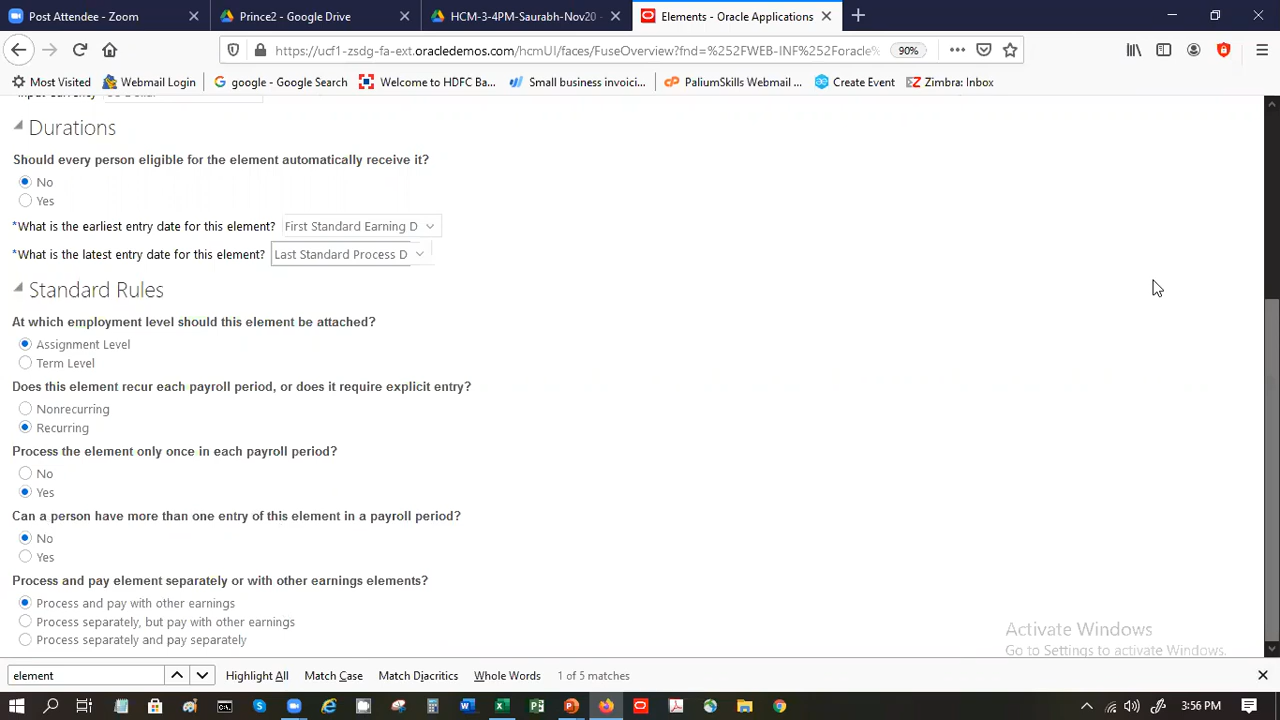 Post Attendee - Zoom
Prince2 - Google Drive
HCM-3-4PM-Saurabh-Nov20 -
Elements - Oracle Applications
https://ucf1-zsdg-fa-ext.oracledemos.com/hcmUI/faces/FuseOverview?fnd=%252FWEB-INF%252Foracle%
90%
Most Visited
Webmail Login
google - Google Search
Welcome to HDFC Ba...
Small business invoici...
PaliumSkills Webmail ...
Create Event
Zimbra: Inbox
Durations
Should every person eligible for the element automatically receive it?
No
Yes
*What is the earliest entry date for this element? First Standard Earning D
*What is the latest entry date for this element? Last Standard Process D
Standard Rules
At which employment level should this element be attached?
Assignment Level
Term Level
Does this element recur each payroll period, or does it require explicit entry?
Nonrecurring
Recurring
Process the element only once in each payroll period?
No
Yes
Can a person have more than one entry of this element in a payroll period?
No
Yes
Process and pay element separately or with other earnings elements?
Process and pay with other earnings
Process separately, but pay with other earnings
Process separately and pay separately
Activate Windows
Go to Settings to activate Windows.
element
Highlight All
Match Case
Match Diacritics
Whole Words
1 of 5 matches
3:56 PM